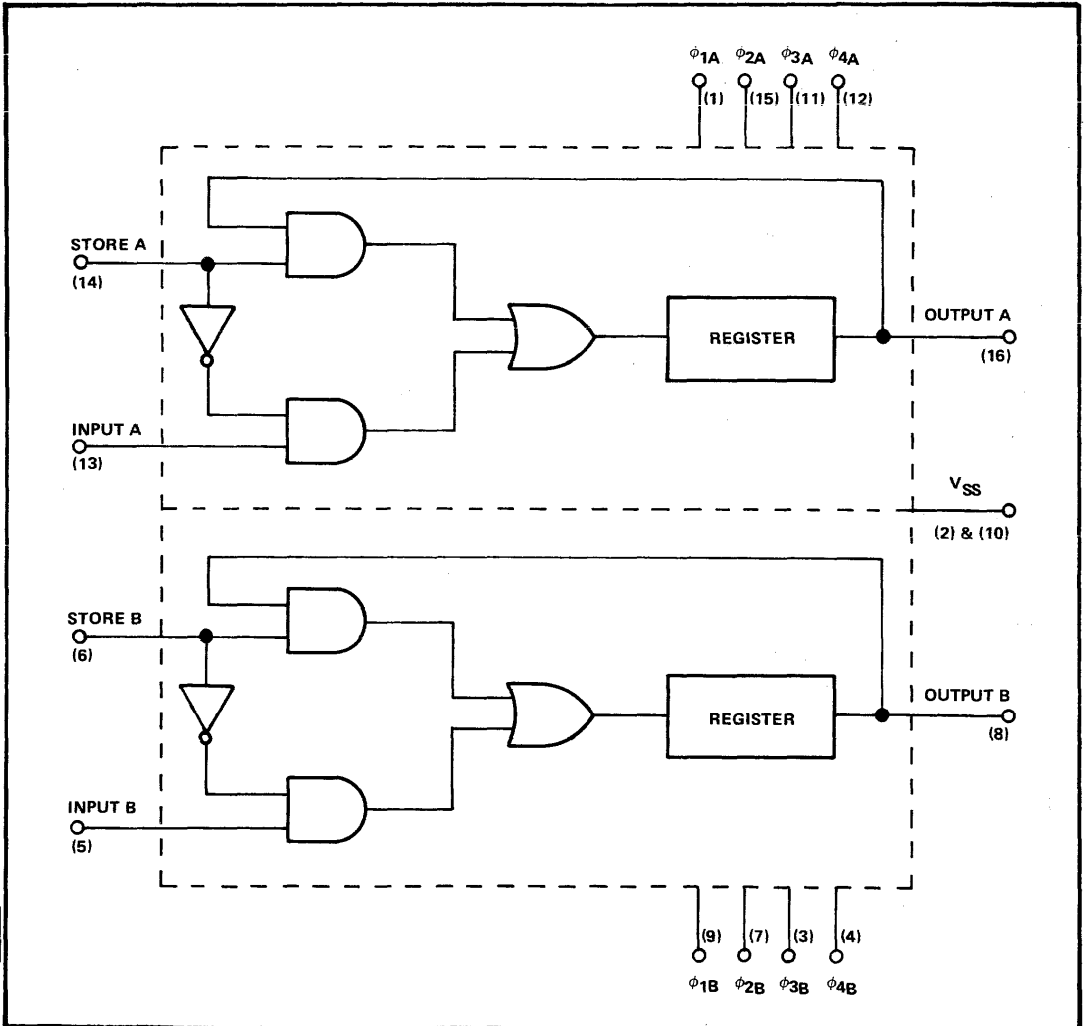 ϕ1A ϕ2A ϕ3A ϕ4A
(1) (15) (11) (12)
STORE A
(14)
REGISTER
OUTPUT A
(16)
INPUT A
(13)
VSS
(2) & (10)
STORE B
(6)
REGISTER
OUTPUT B
(8)
INPUT B
(5)
(9) (7) (3) (4)
ϕ1B ϕ2B ϕ3B ϕ4B